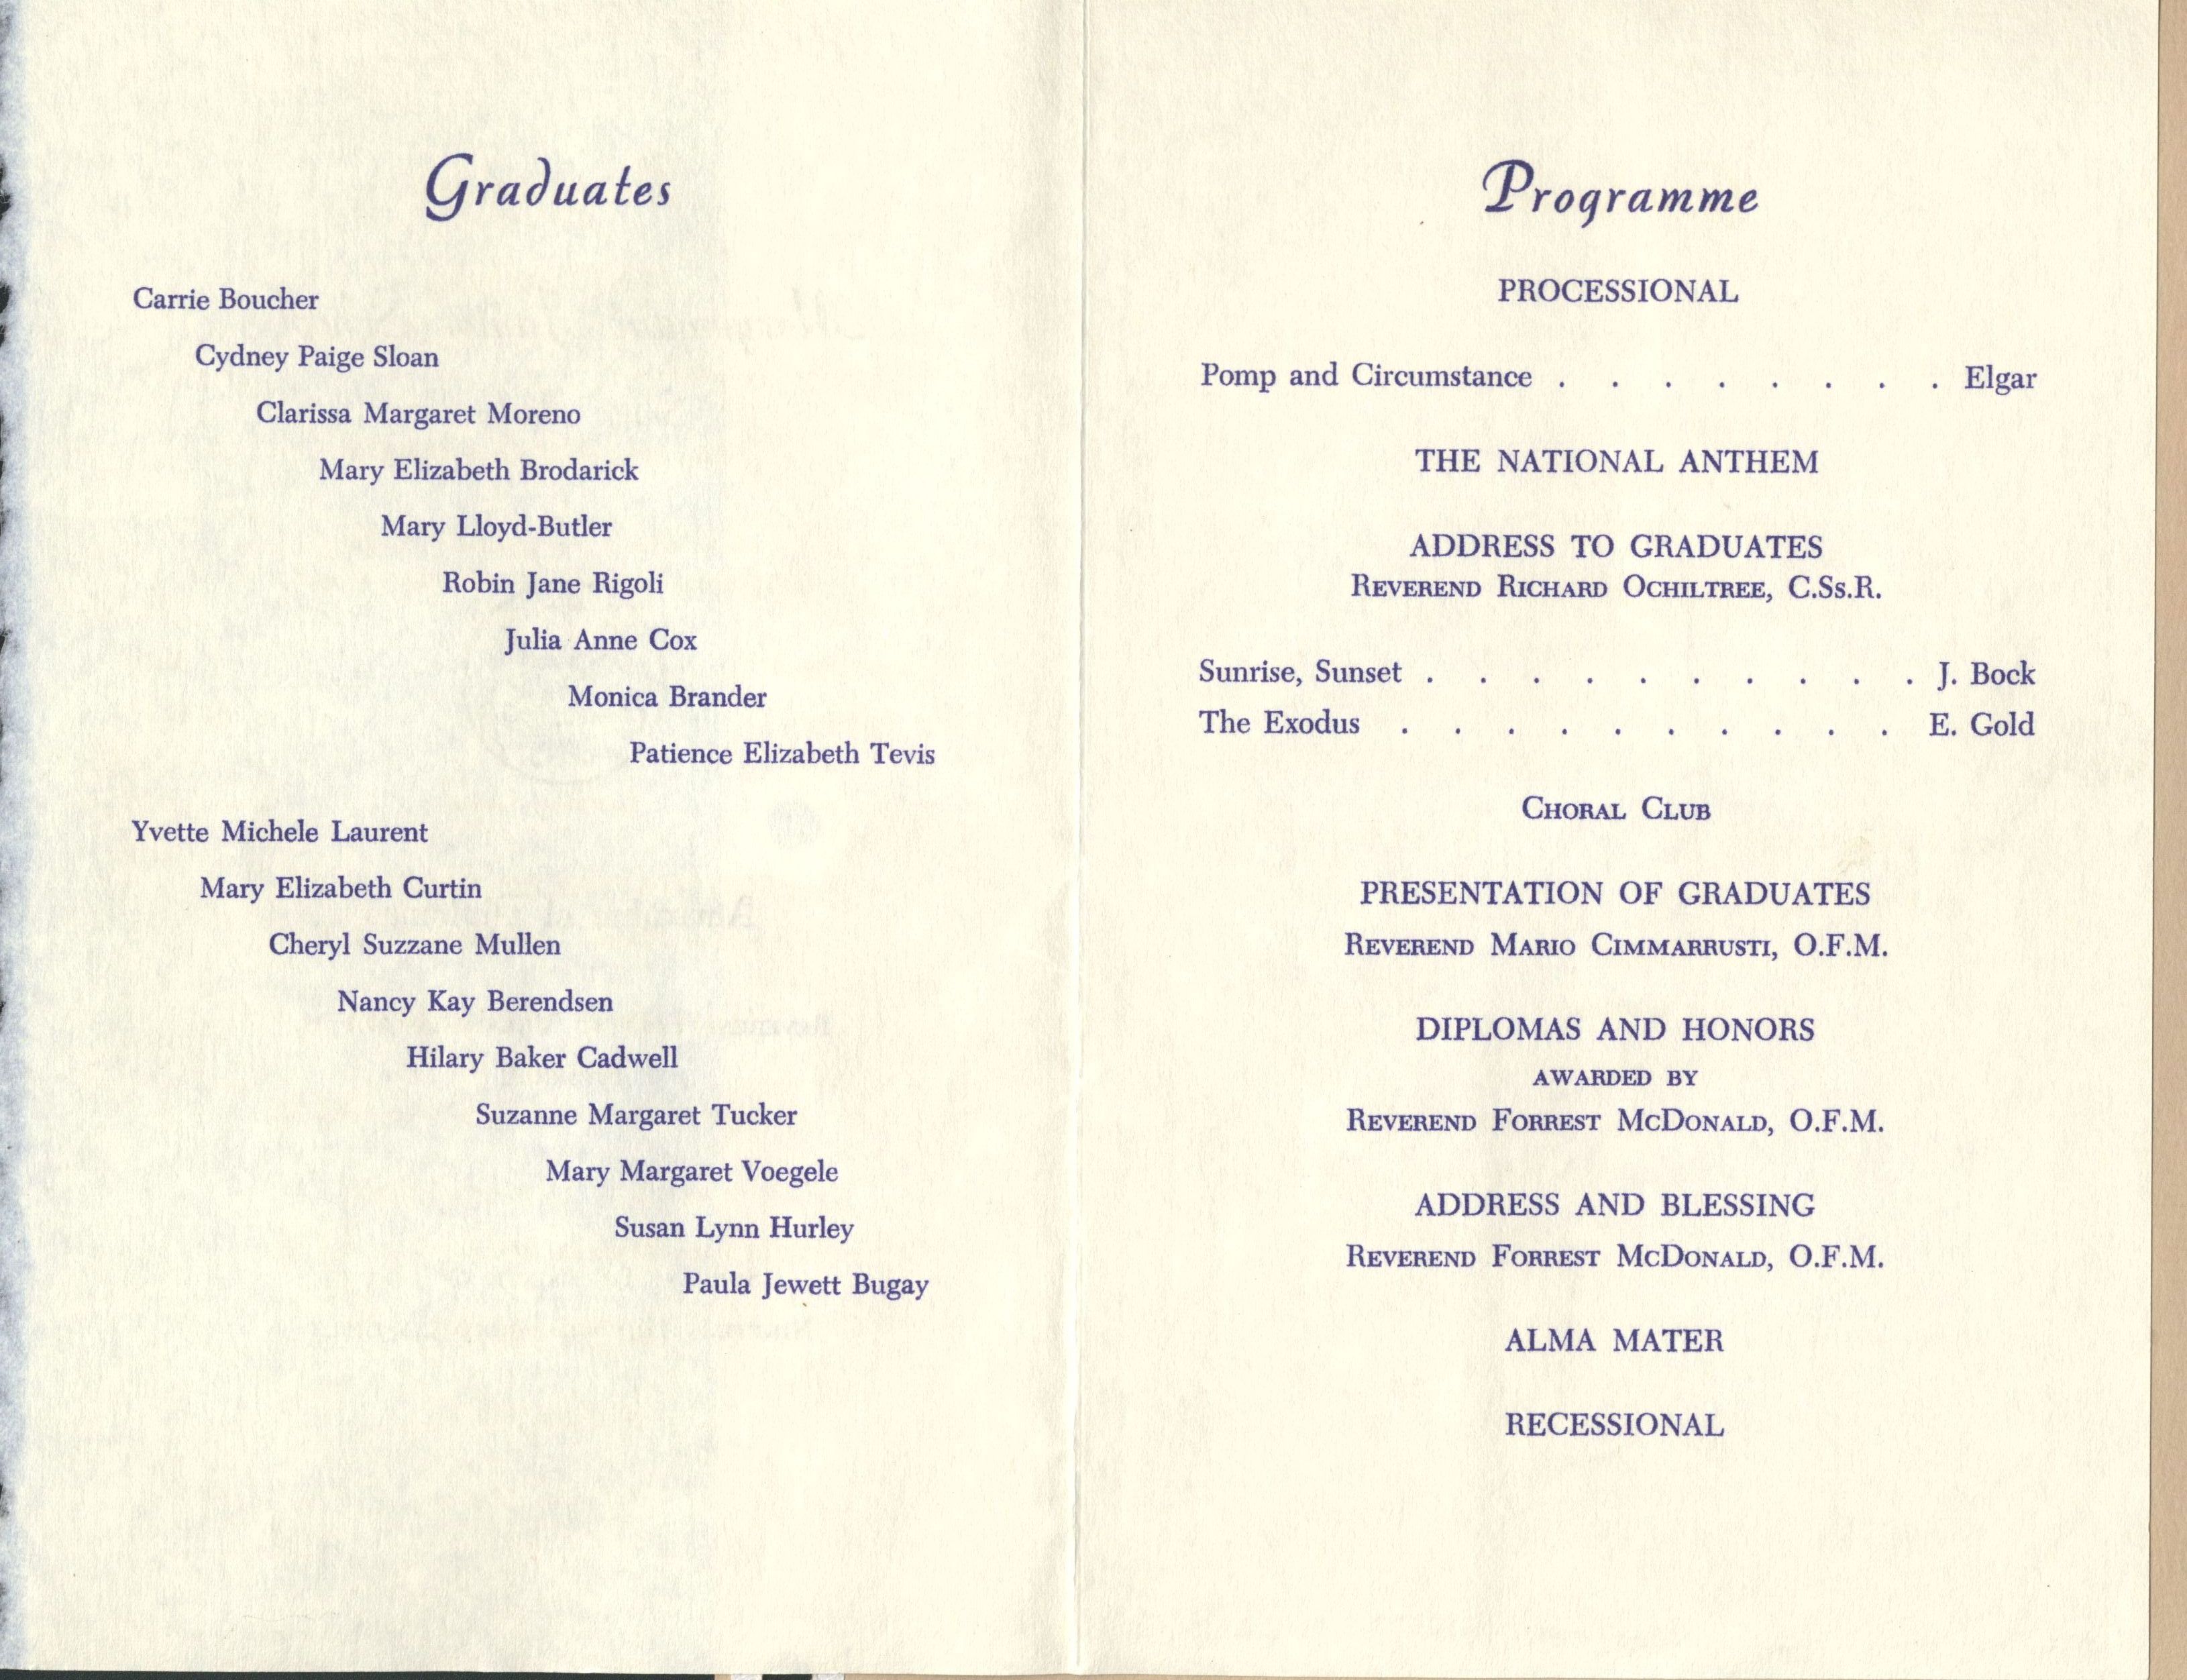 Graduates
Carrie Boucher
Cydney Paige Sloan
Clarissa Margaret Moreno
Mary Elizabeth Brodarick
Mary Lloyd-Butler
Robin Jane Rigoli
Julia Anne Cox
Monica Brander
Patience Elizabeth Tevis
Yvette Michele Laurent
Mary Elizabeth Curtin
Cheryl Suzzane Mullen
Nancy Kay Berendsen
Hilary Baker Cadwell
Suzanne Margaret Tucker
Mary Margaret Voegele
Susan Lynn Hurley
Paula Jewett Bugay
Programme
PROCESSIONAL
Pomp and Circumstance . . . . . . . . Elgar
THE NATIONAL ANTHEM
ADDRESS TO GRADUATES
REVEREND RICHARD OCHILTREE, C.Ss.R.
Sunrise, Sunset . . . . . . . . . . J. Bock
The Exodus . . . . . . . . . . E. Gold
CHORAL CLUB
PRESENTATION OF GRADUATES
REVEREND MARIO CIMMARRUSTI, O.F.M.
DIPLOMAS AND HONORS
AWARDED BY
REVEREND FORREST McDONALD, O.F.M.
ADDRESS AND BLESSING
REVEREND FORREST McDONALD, O.F.M.
ALMA MATER
RECESSIONAL